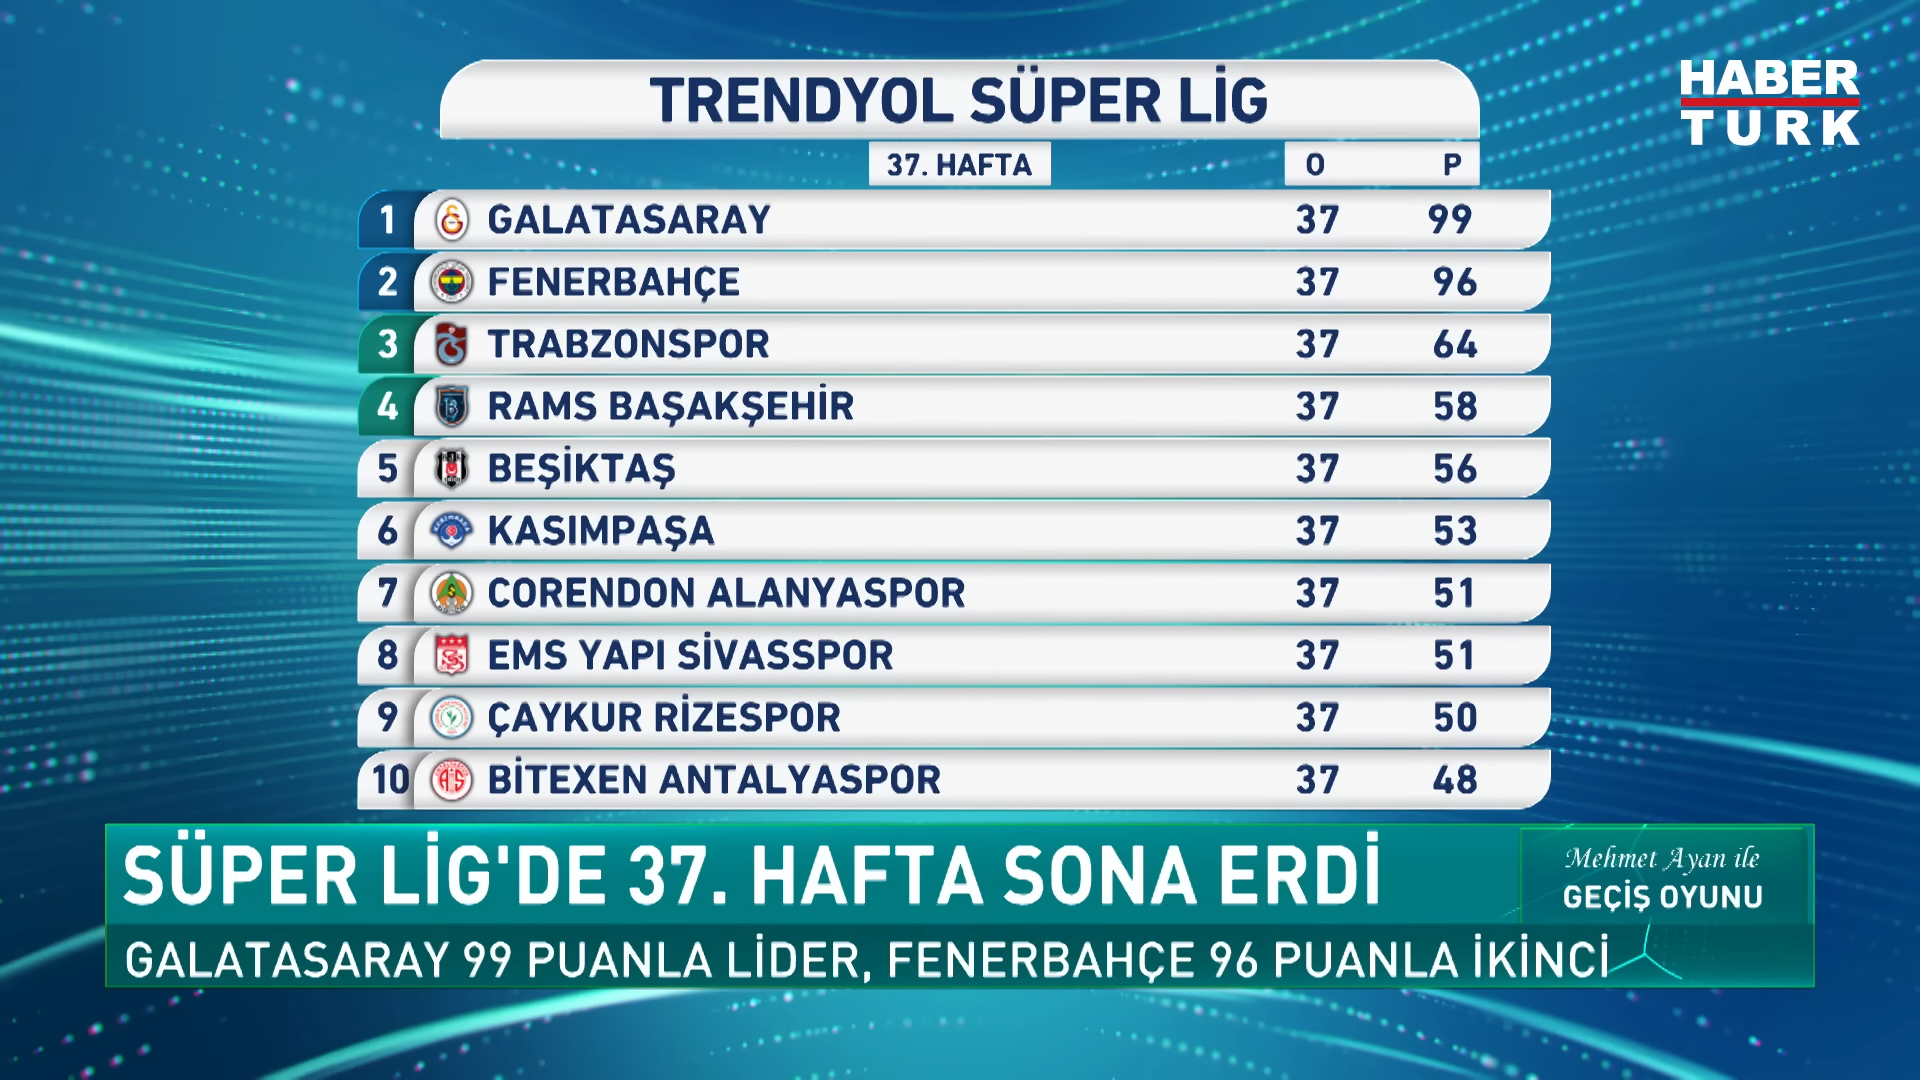 TRENDYOL SÜPER LİG
HABER
TURK
37. HAFTA O P
1 GALATASARAY 37 99
2 FENERBAHÇE 37 96
3 TRABZONSPOR 37 64
4 RAMS BAŞAKŞEHİR 37 58
5 BEŞİKTAŞ 37 56
6 KASIMPAŞA 37 53
7 CORENDON ALANYASPOR 37 51
8 EMS YAPI SİVASSPOR 37 51
9 ÇAYKUR RİZESPOR 37 50
10 BİTEXEN ANTALYASPOR 37 48
SÜPER LİG'DE 37. HAFTA SONA ERDİ
Mehmet Ayan ile
GEÇİŞ OYUNU
GALATASARAY 99 PUANLA LİDER, FENERBAHÇE 96 PUANLA İKİNCİ